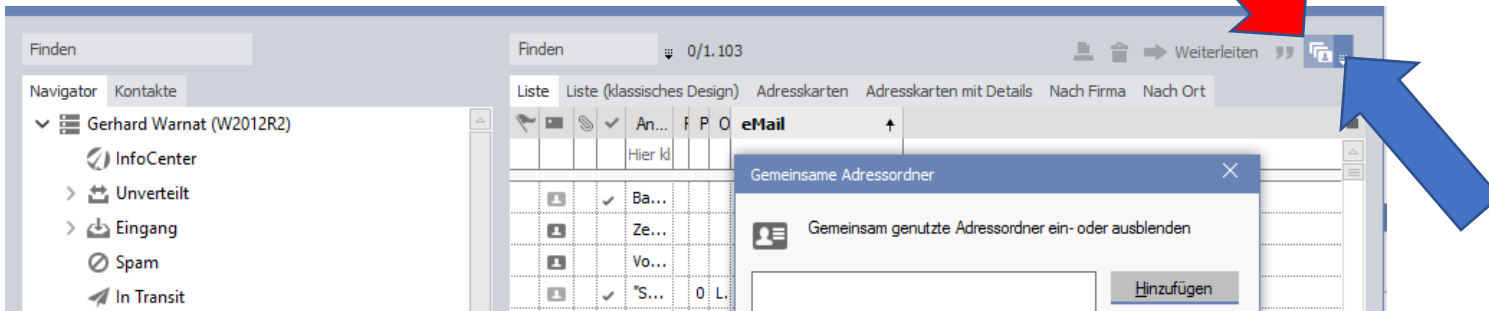 Finden
Finden 0/1.103 Weiterleiten
Navigator Kontakte
Liste Liste (klassisches Design) Adresskarten Adresskarten mit Details Nach Firma Nach Ort
Gerhard Warnat (W2012R2)
An... F P O eMail
InfoCenter
Hier kl
Gemeinsame Adressordner
Unverteilt
Ba...
Eingang
Ze...
Gemeinsam genutzte Adressordner ein- oder ausblenden
Spam
Vo...
In Transit
"S... 0 L.
Hinzufügen